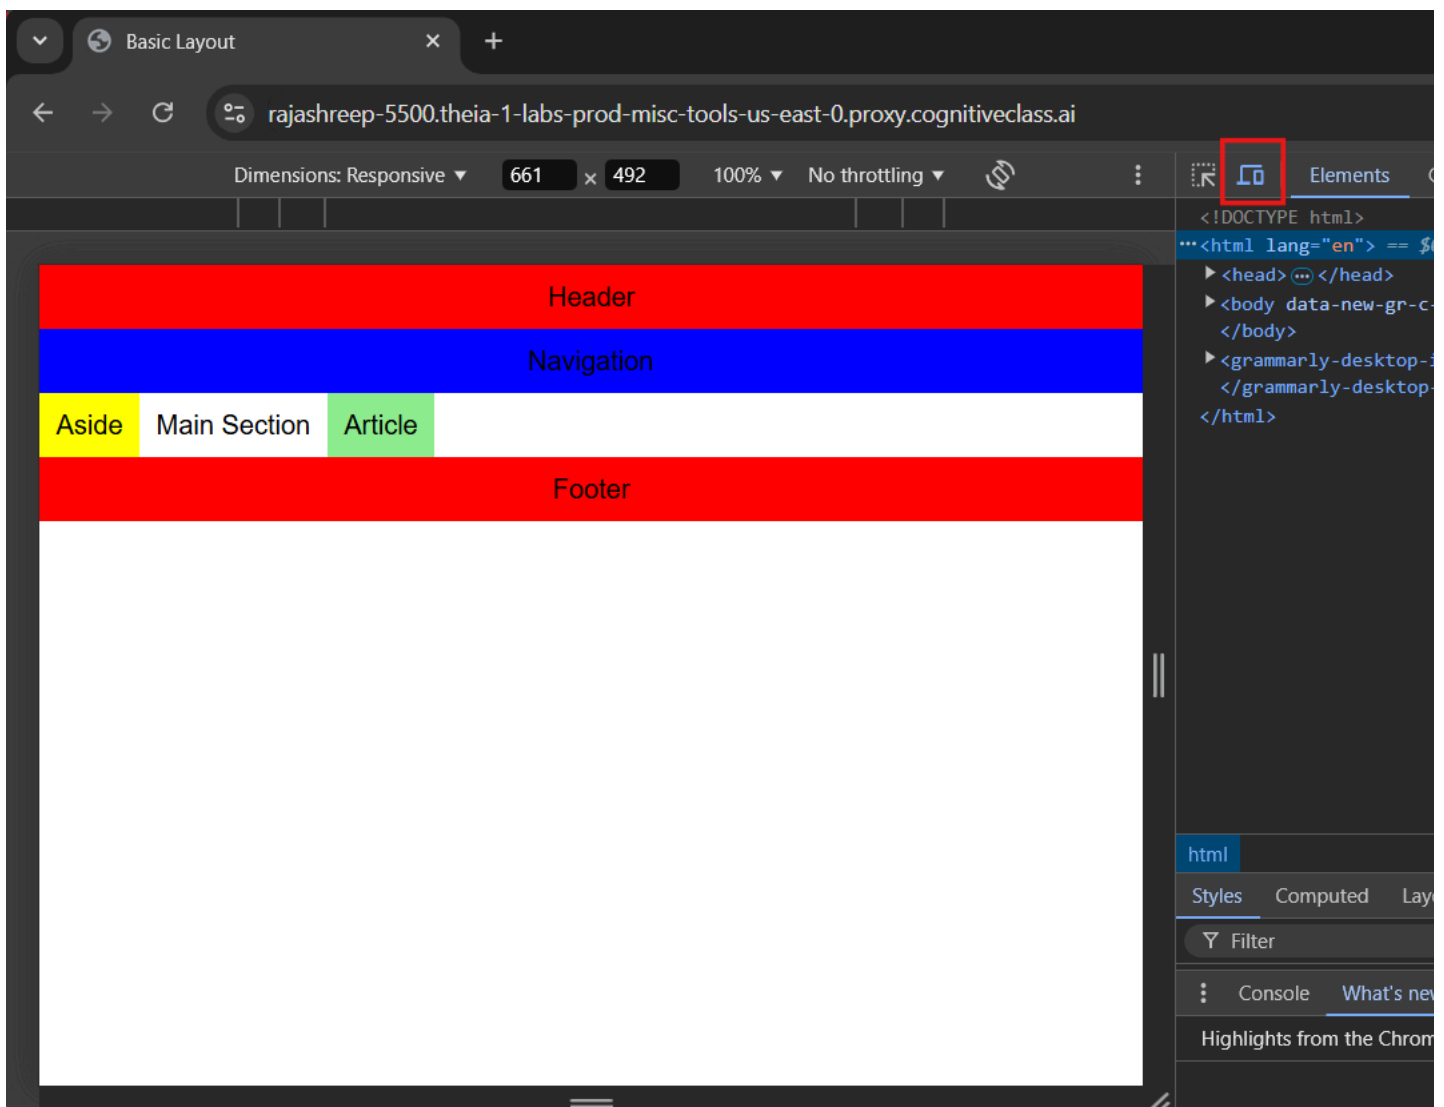 Basic Layout
rajashreep-5500.theia-1-labs-prod-misc-tools-us-east-0.proxy.cognitiveclass.ai
Dimensions: Responsive 661 × 492 100% No throttling
Elements
<!DOCTYPE html>
<html lang="en"> == $
<head> </head>
<body data-new-gr-c-
</body>
<grammarly-desktop-
</grammarly-desktop-
</html>
Header
Navigation
Aside Main Section Article
Footer
html
Styles Computed Lay
Filter
Console What's new
Highlights from the Chrom